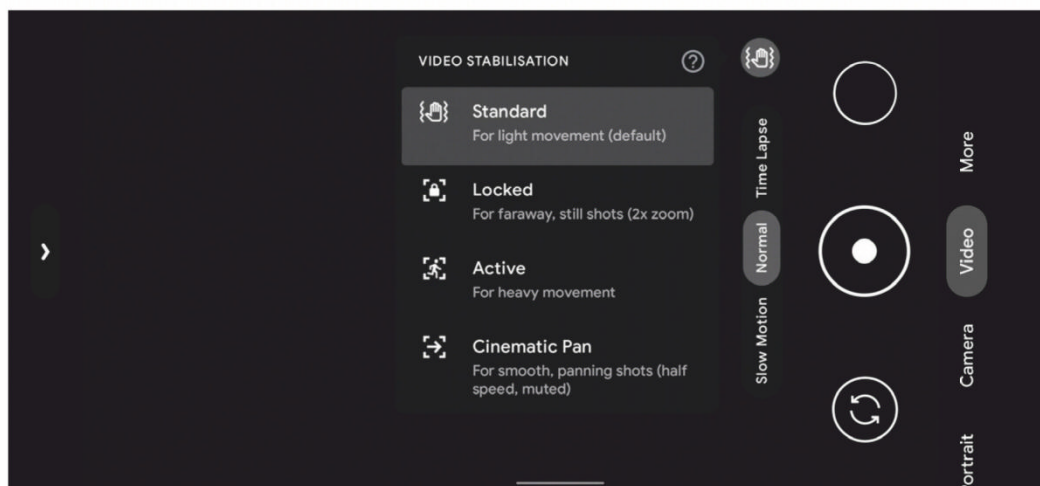 VIDEO STABILISATION
Standard
For light movement (default)
Locked
For faraway, still shots (2x zoom)
Active
For heavy movement
Cinematic Pan
For smooth, panning shots (half
speed, muted)
Time Lapse
Normal
Slow Motion
More
Video
Camera
ortrait